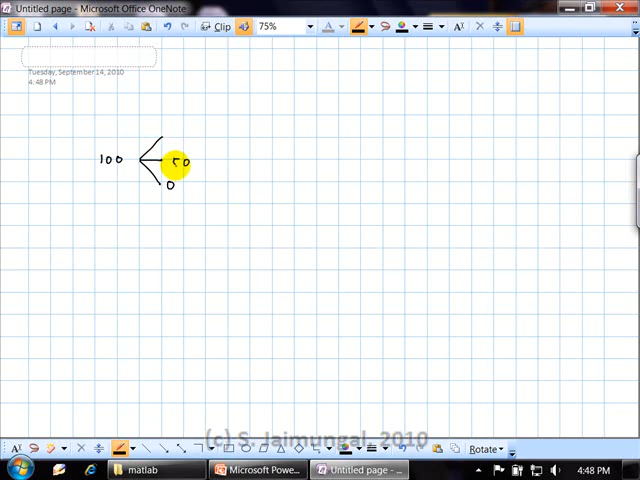 Untitled page - Microsoft Office OneNote
Clip
75%
Tuesday, September 14, 2010
4:48 PM
100
50
0
(c) S. Jaimungal, 2010
Rotate
matlab
Microsoft Powe...
Untitled page - ...
4:48 PM